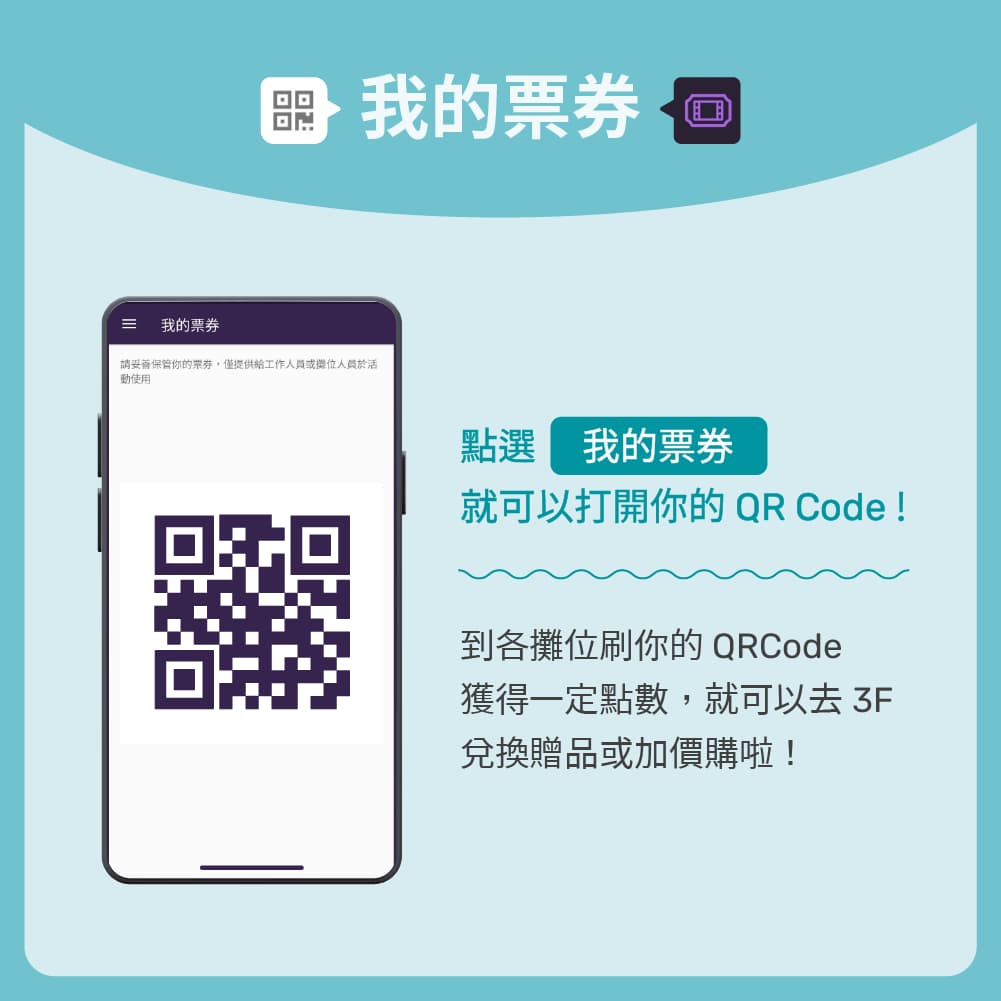 我的票券
我的票券
請妥善保管你的票券，僅提供給工作人員或攤位人員於活
動使用
點選 我的票券
就可以打開你的 QR Code！
到各攤位刷你的 QRCode
獲得一定點數，就可以去 3F
兌換贈品或加價購啦！